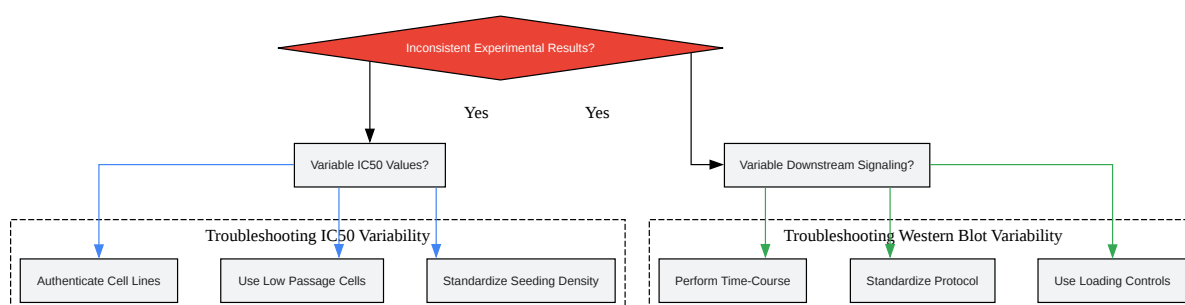 Inconsistent Experimental Results?
Yes
Yes
Variable IC50 Values?
Variable Downstream Signaling?
Troubleshooting IC50 Variability
Troubleshooting Western Blot Variability
Authenticate Cell Lines
Use Low Passage Cells
Standardize Seeding Density
Perform Time-Course
Standardize Protocol
Use Loading Controls